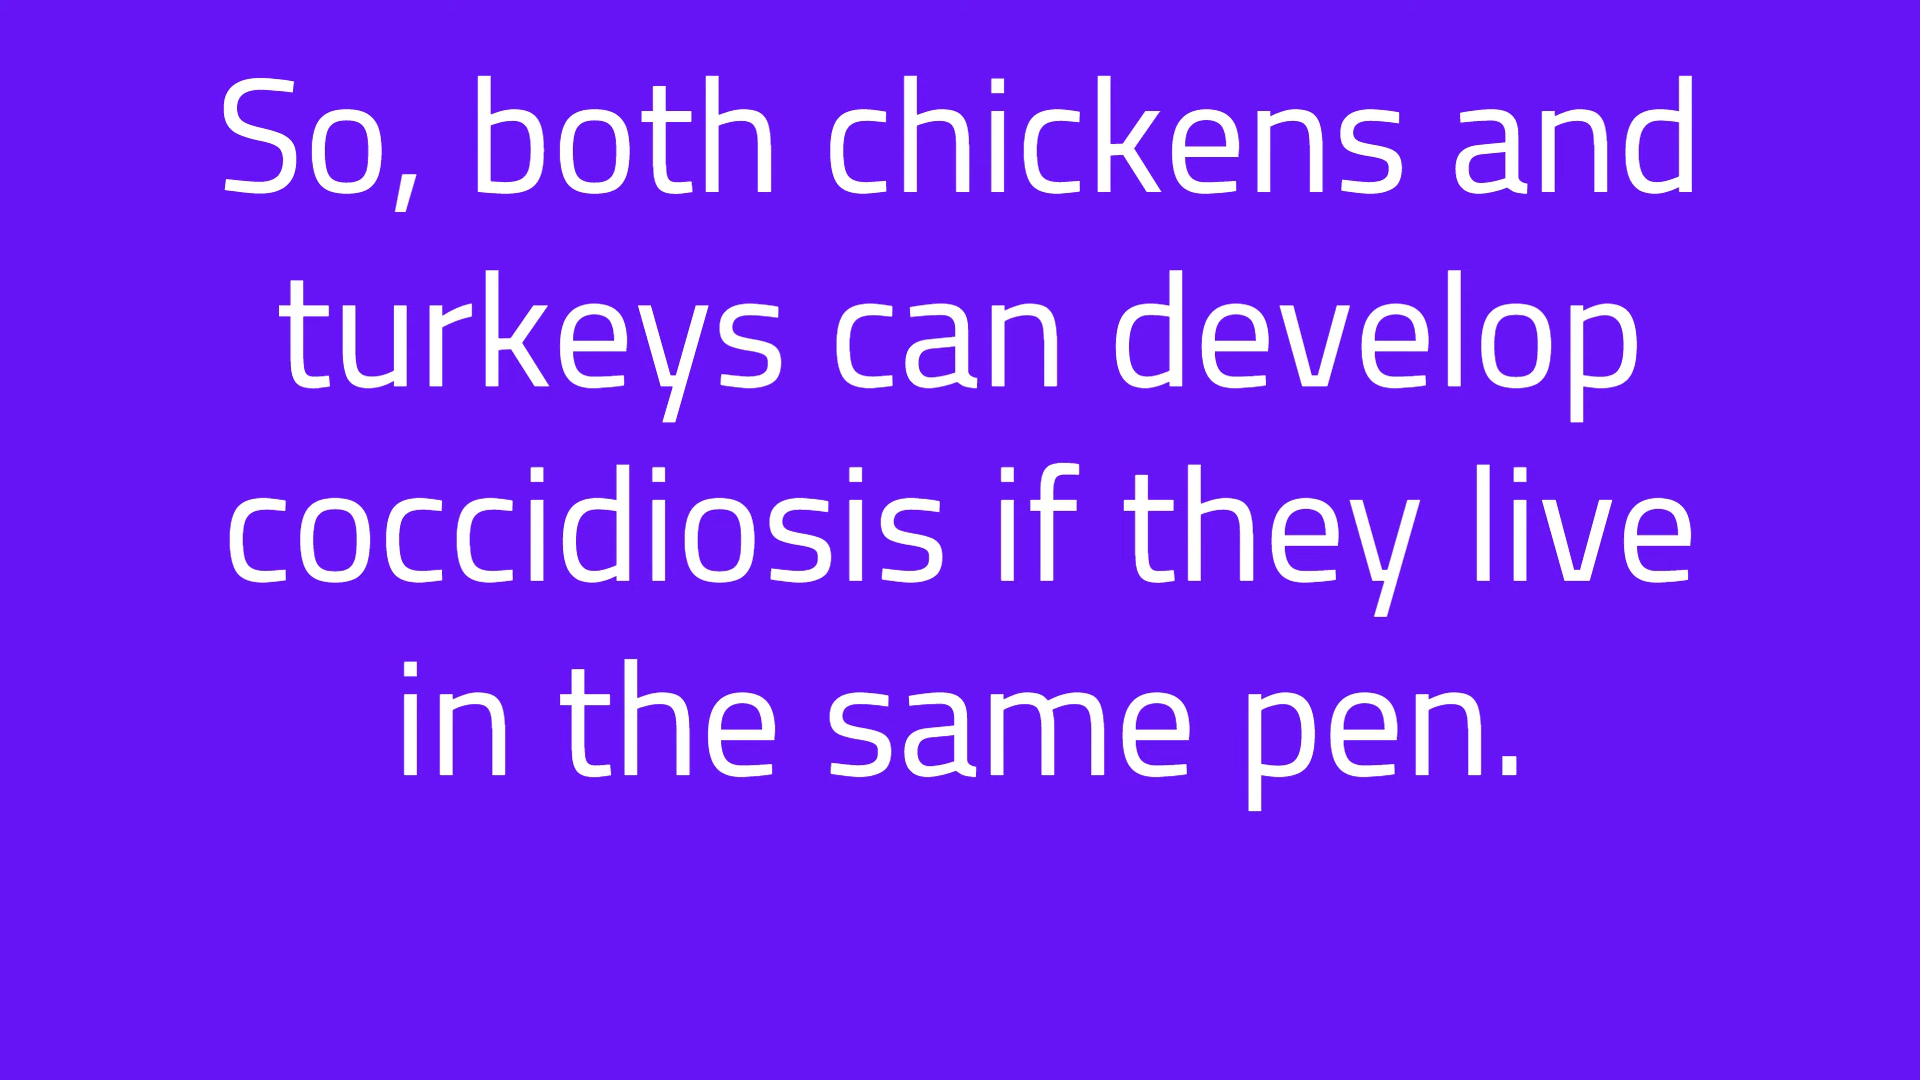 So, both chickens and
turkeys can develop
coccidiosis if they live
in the same pen.